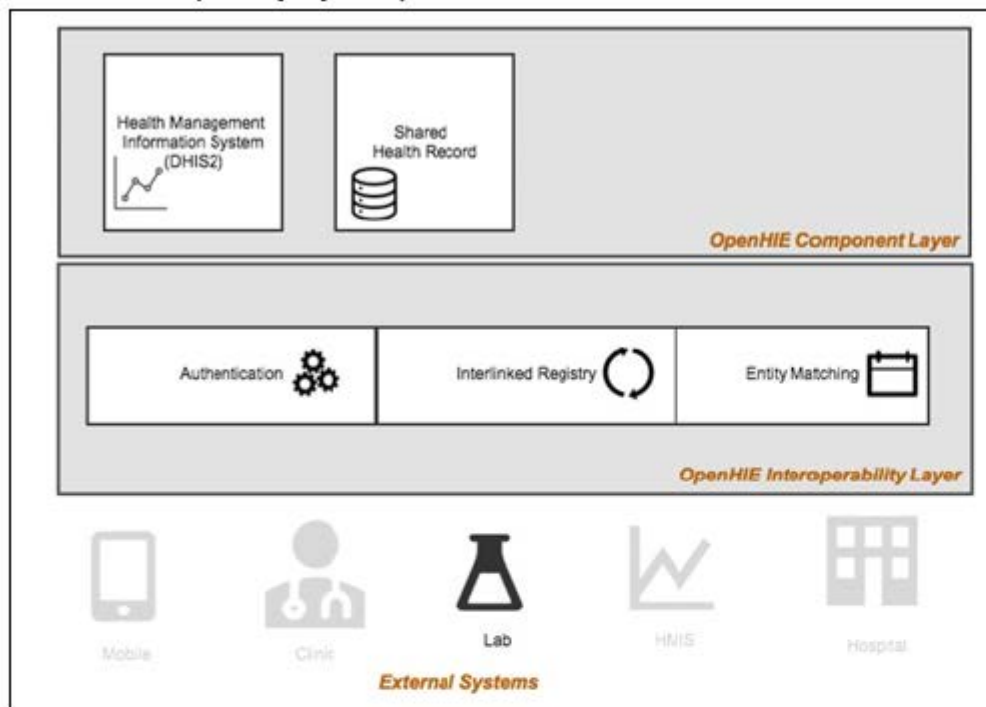 Health Management
Information System
(DHIS2)
Shared
Health Record
OpenHIE Component Layer
Authentication
Interlinked Registry
Entity Matching
OpenHIE Interoperability Layer
Mobile
Clinic
Lab
HMIS
Hospital
External Systems